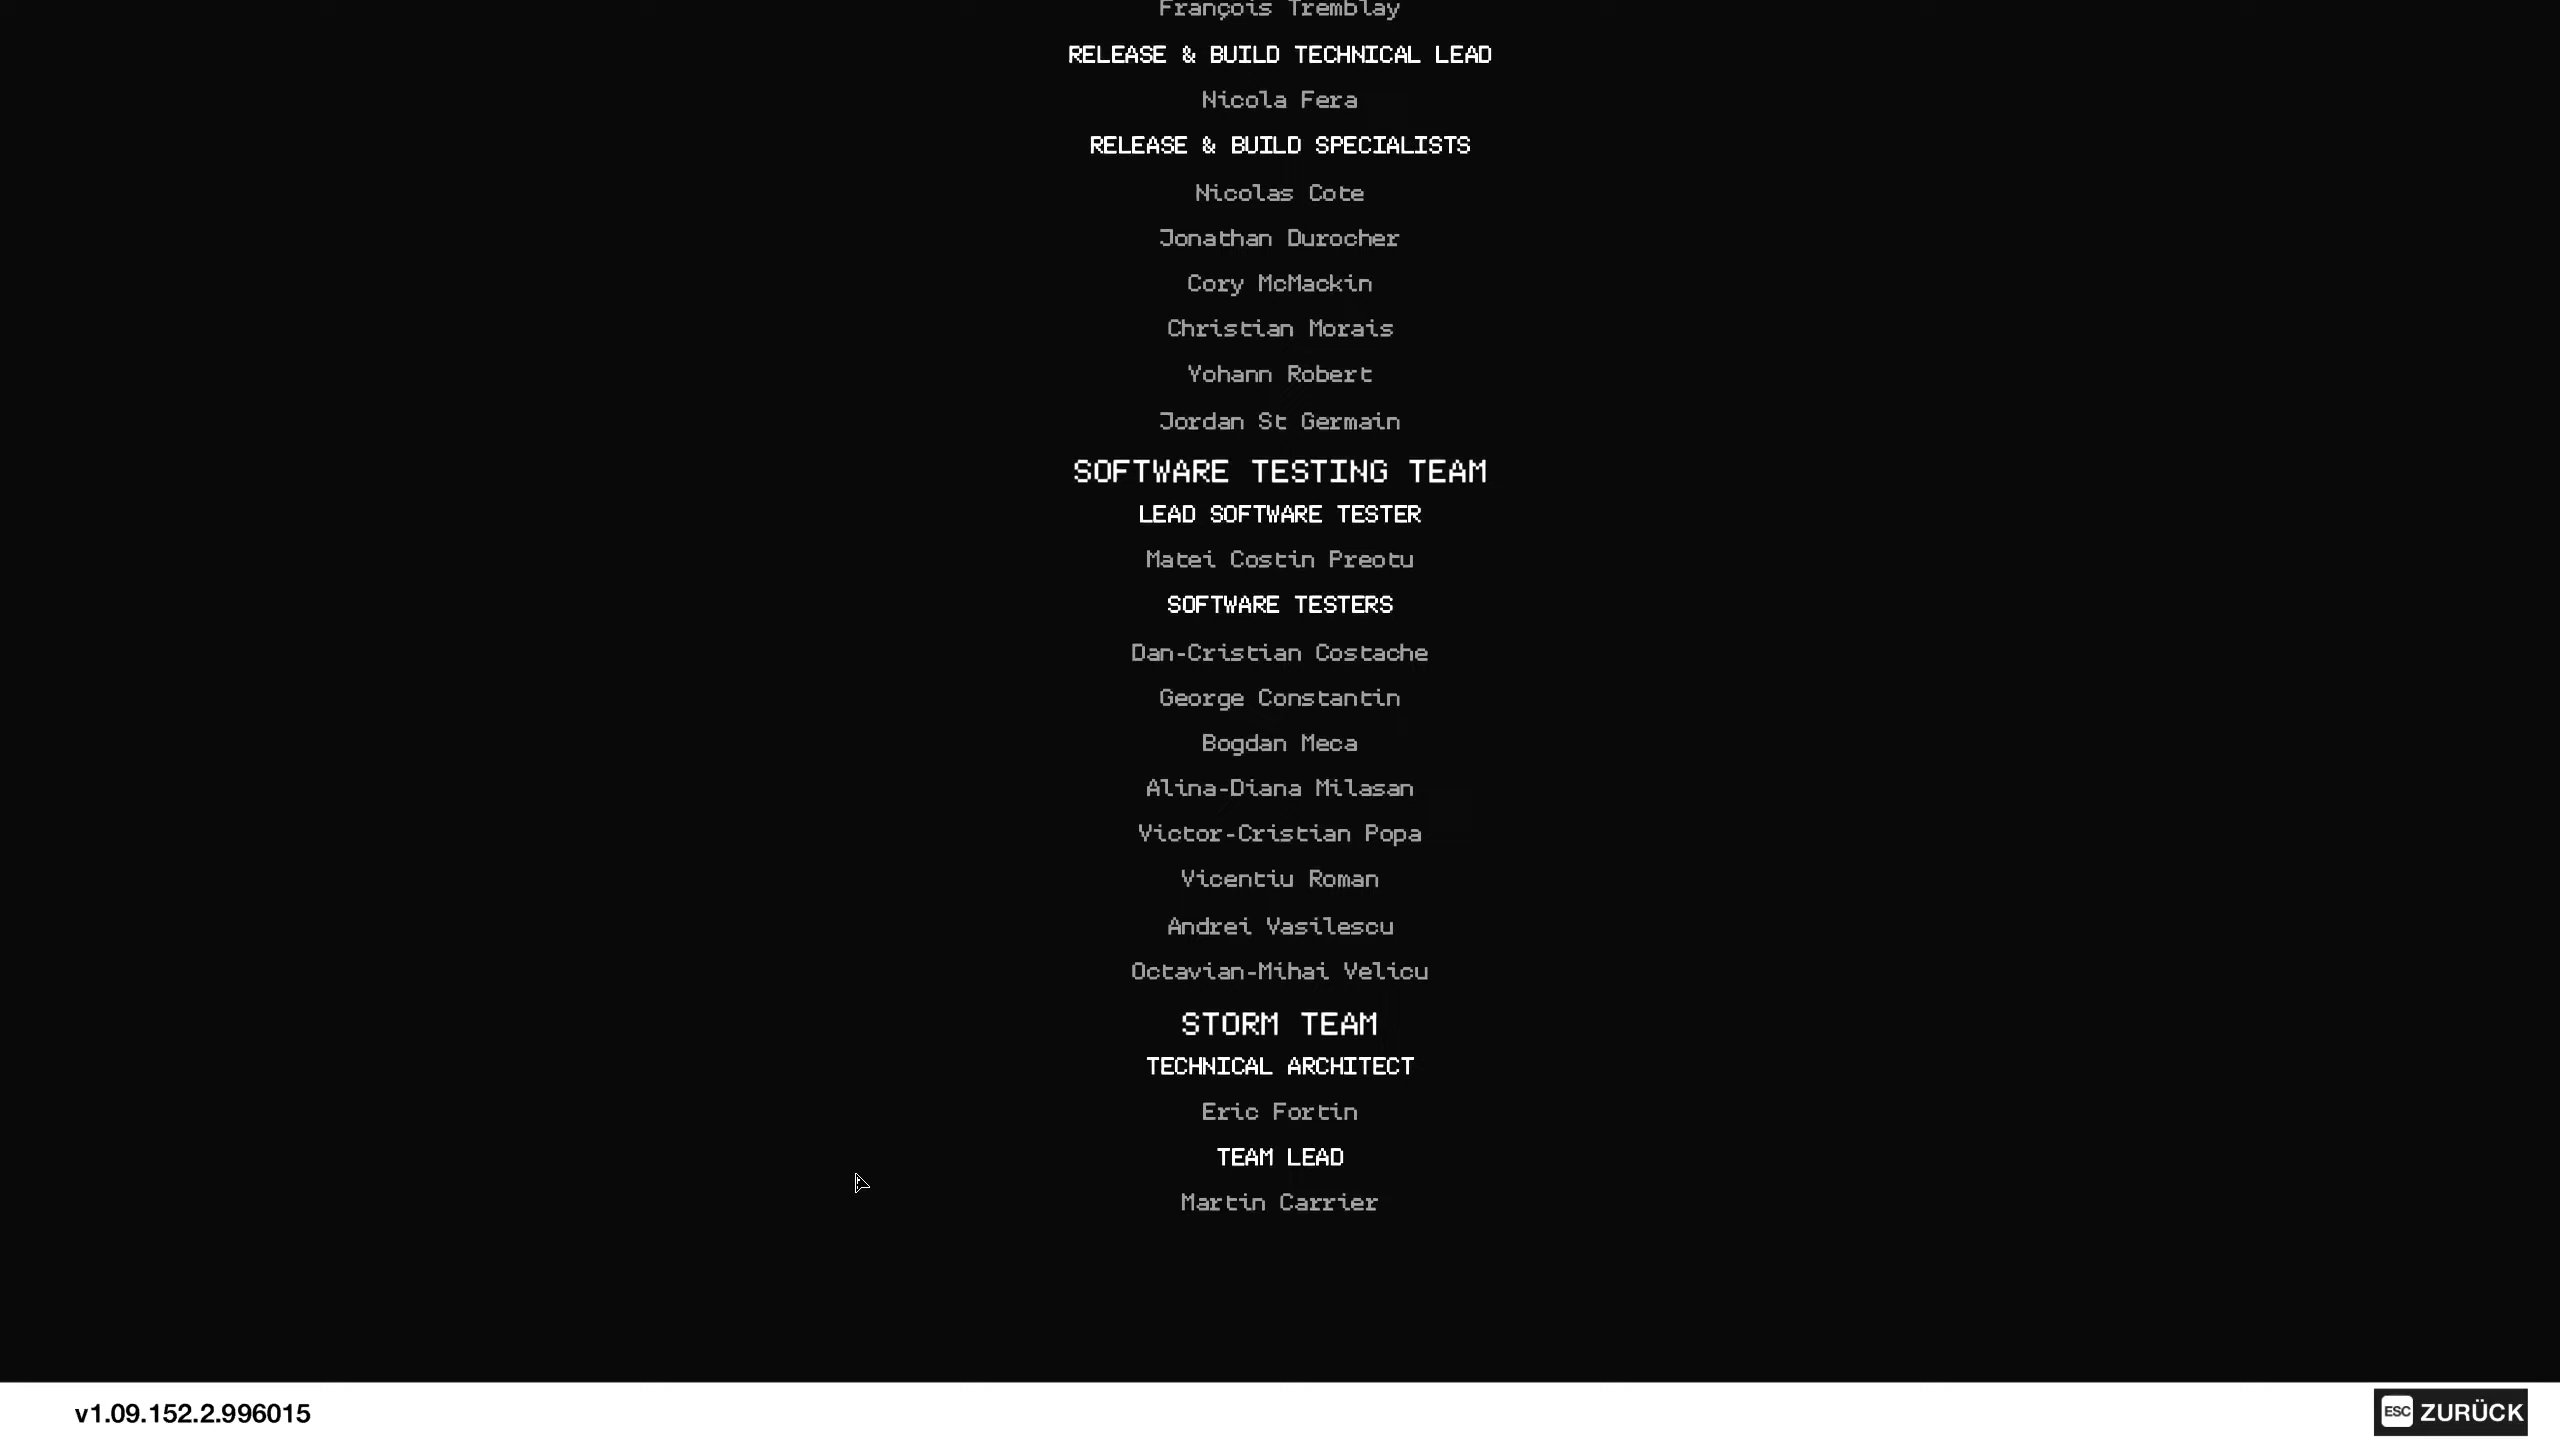 François Tremblay
RELEASE & BUILD TECHNICAL LEAD
Nicola Fera
RELEASE & BUILD SPECIALISTS
Nicolas Cote
Jonathan Durocher
Cory McMackin
Christian Morais
Yohann Robert
Jordan St Germain
SOFTWARE TESTING TEAM
LEAD SOFTWARE TESTER
Matei Costin Preotu
SOFTWARE TESTERS
Dan-Cristian Costache
George Constantin
Bogdan Meca
Alina-Diana Milasan
Victor-Cristian Popa
Vicentiu Roman
Andrei Vasilescu
Octavian-Mihai Velicu
STORM TEAM
TECHNICAL ARCHITECT
Eric Fortin
TEAM LEAD
Martin Carrier
v1.09.152.2.996015
ESC ZURÜCK